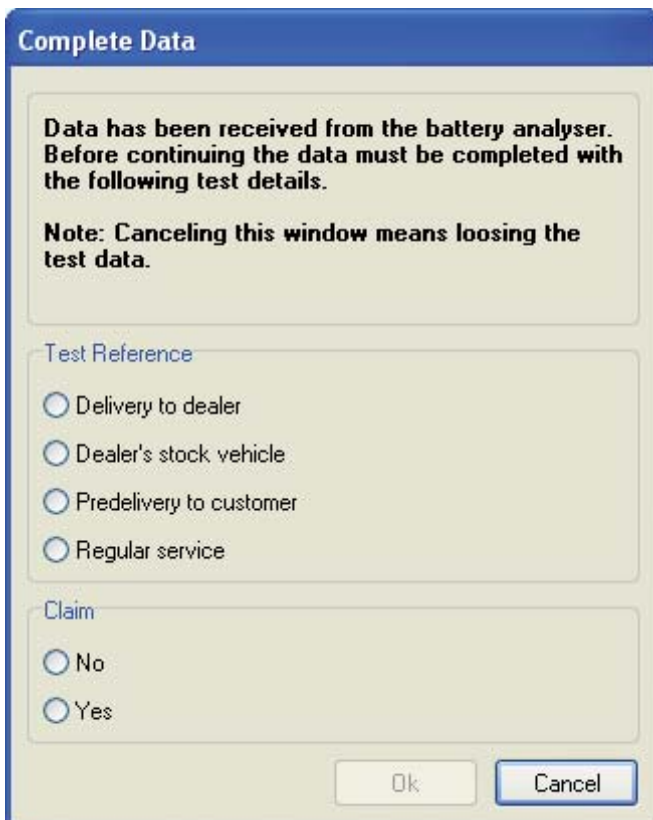 Complete Data
Data has been received from the battery analyser.
Before continuing the data must be completed with
the following test details.
Note: Canceling this window means loosing the
test data.
Test Reference
Delivery to dealer
Dealer's stock vehicle
Predelivery to customer
Regular service
Claim
No
Yes
Ok
Cancel